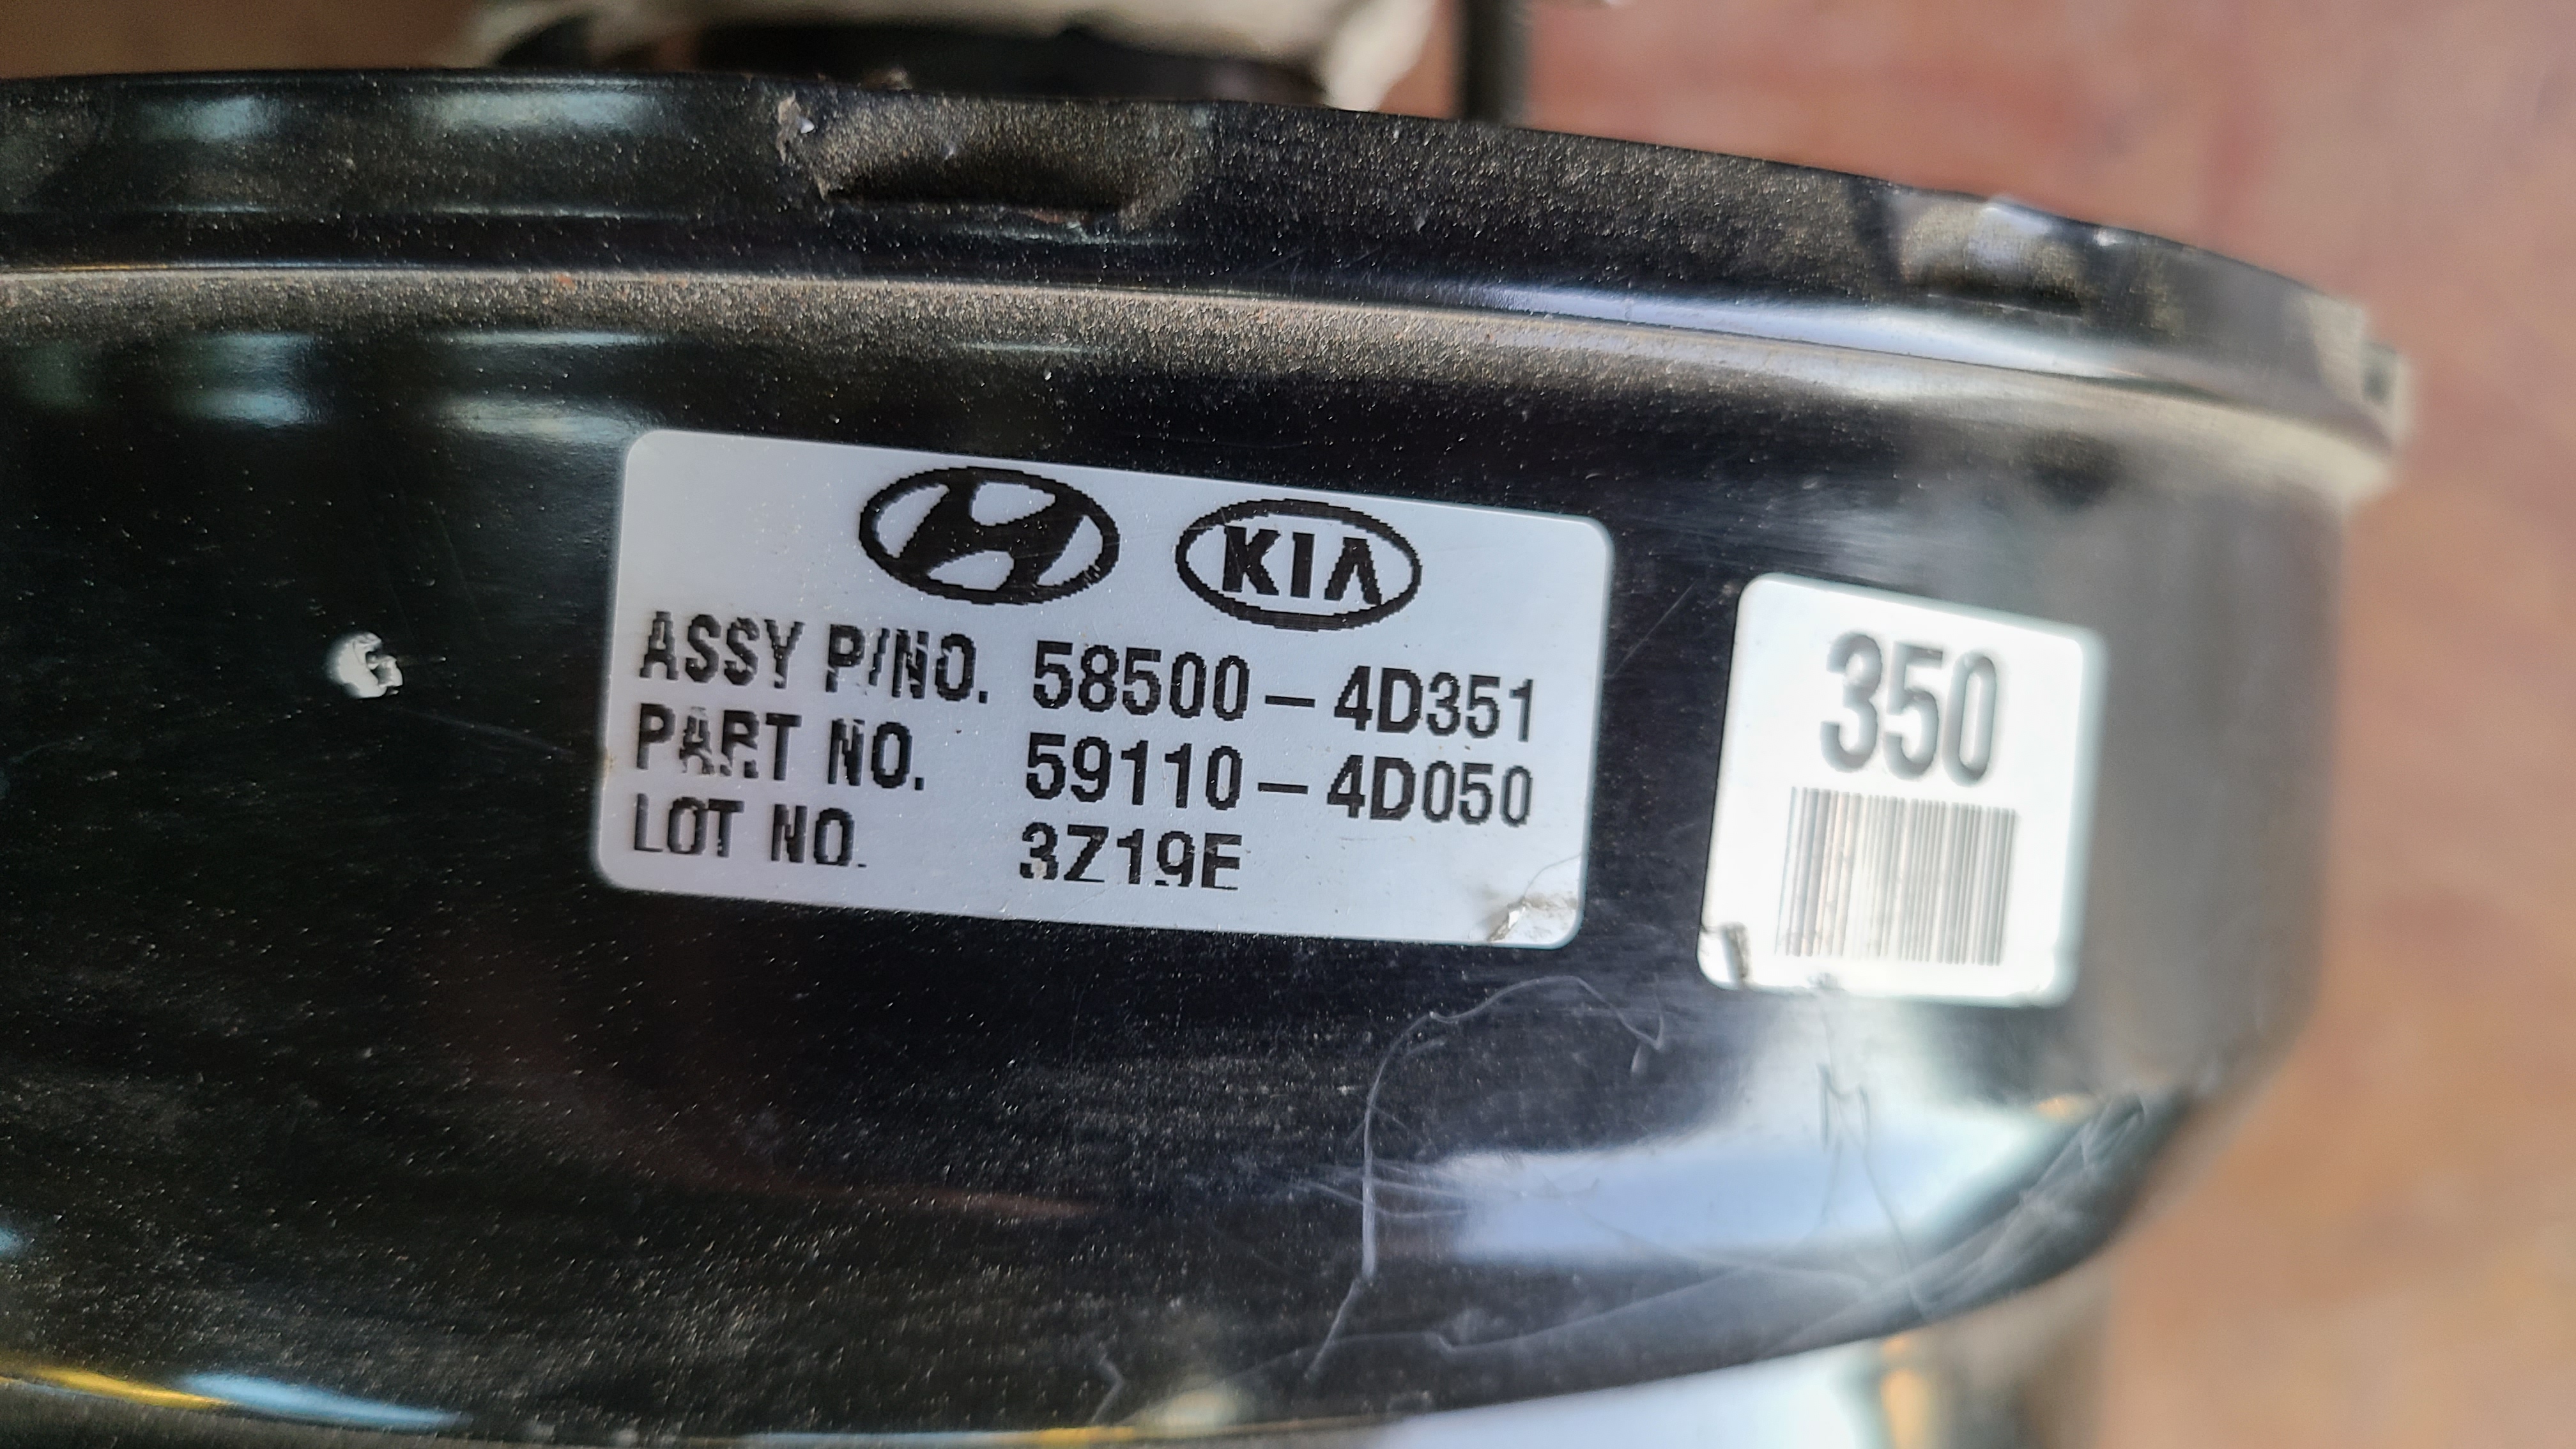 KIA
ASSY P/NO. 58500-4D351
PART NO. 59110-4D050
LOT NO. 3Z19E
350